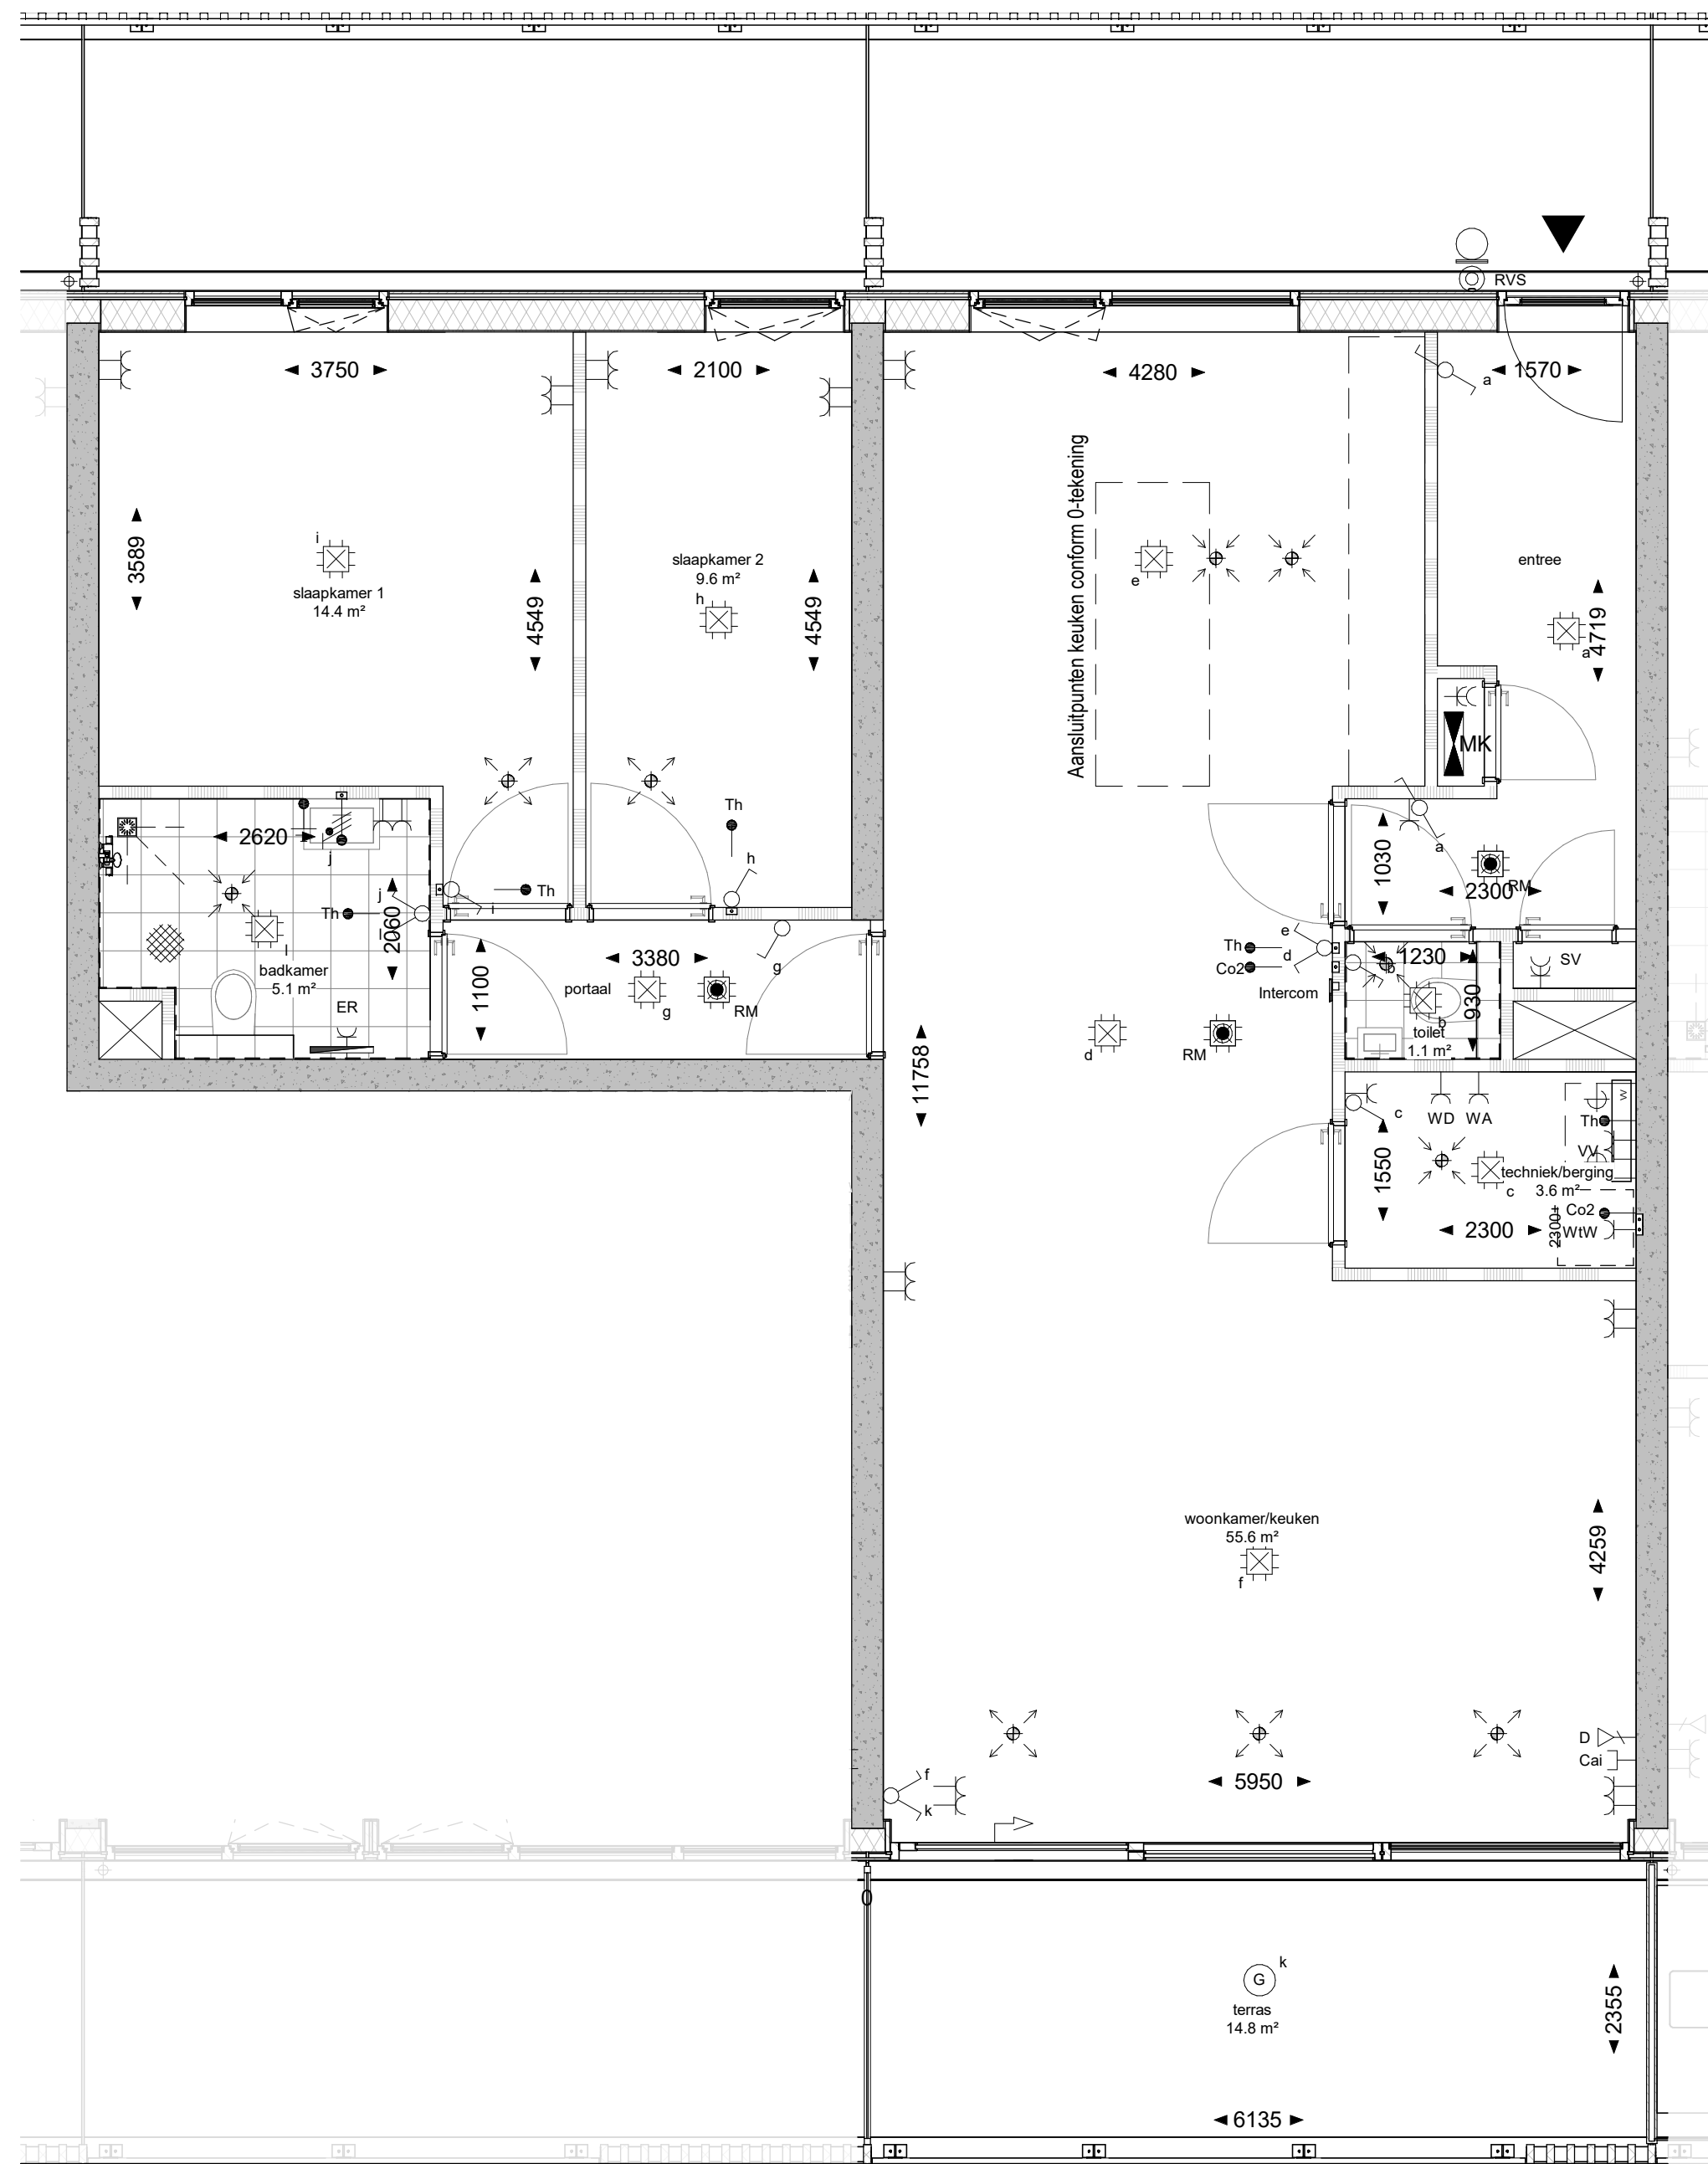 RVS
3750
2100
4280
1570
a
Aansluitpunten keuken conform 0-tekening
3589
i
slaapkamer 1
14.4 m²
4549
slaapkamer 2
9.6 m²
h
4549
e
entree
4719
a
MK
Th
h
2620
j
Th
i
j
Th
2060
l
l
badkamer
5.1 m²
ER
1100
3380
portaal
g
g
RM
1030
a
2300
RM
e
Th
d
Co2
Intercom
1230
b
930
b
toilet
1.1 m²
SV
d
RM
11758
c
WD
WA
W
Th
VV
1550
techniek/berging
3.6 m²
c
Co2
2300+
WtW
2300
woonkamer/keuken
55.6 m²
f
4259
D
Cai
f
k
5950
0
k
G
terras
14.8 m²
2355
6135